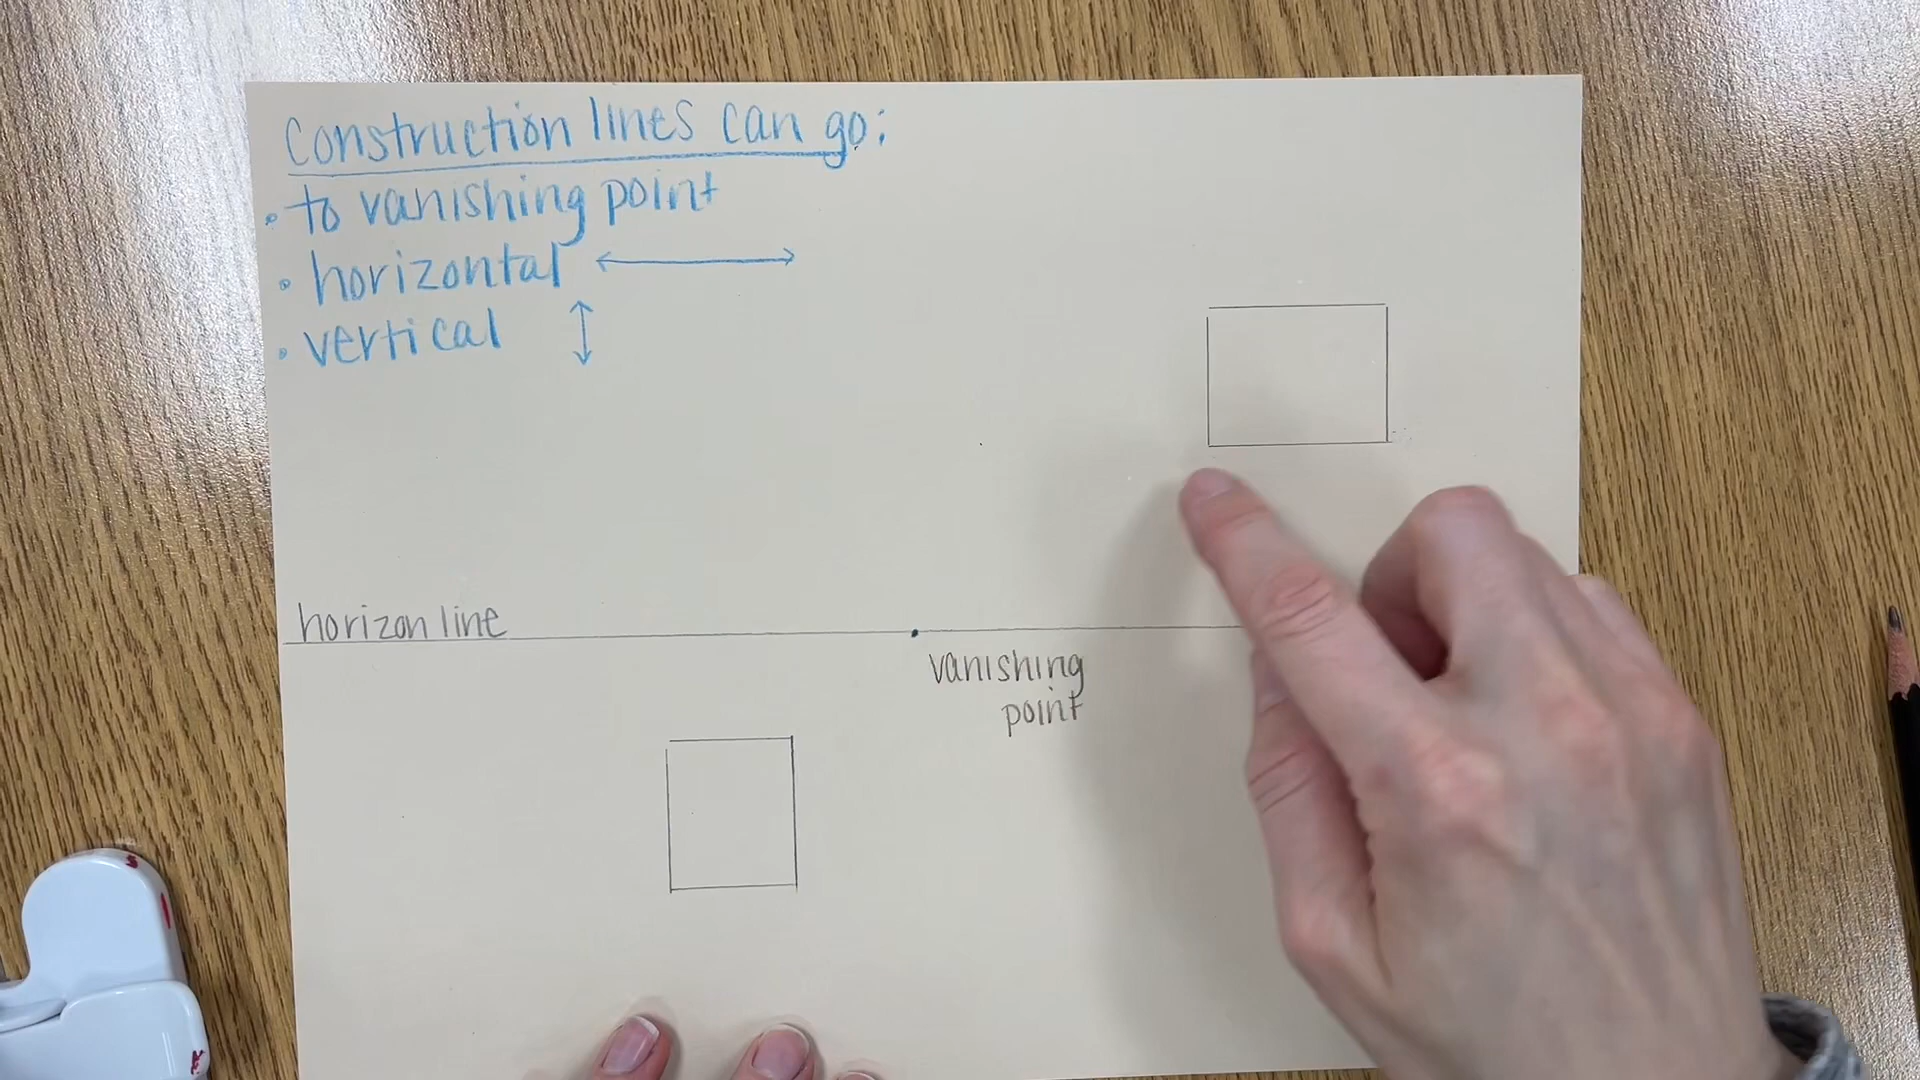 Construction lines can go:
• to vanishing point
• horizontal
• vertical
horizon line
vanishing
point